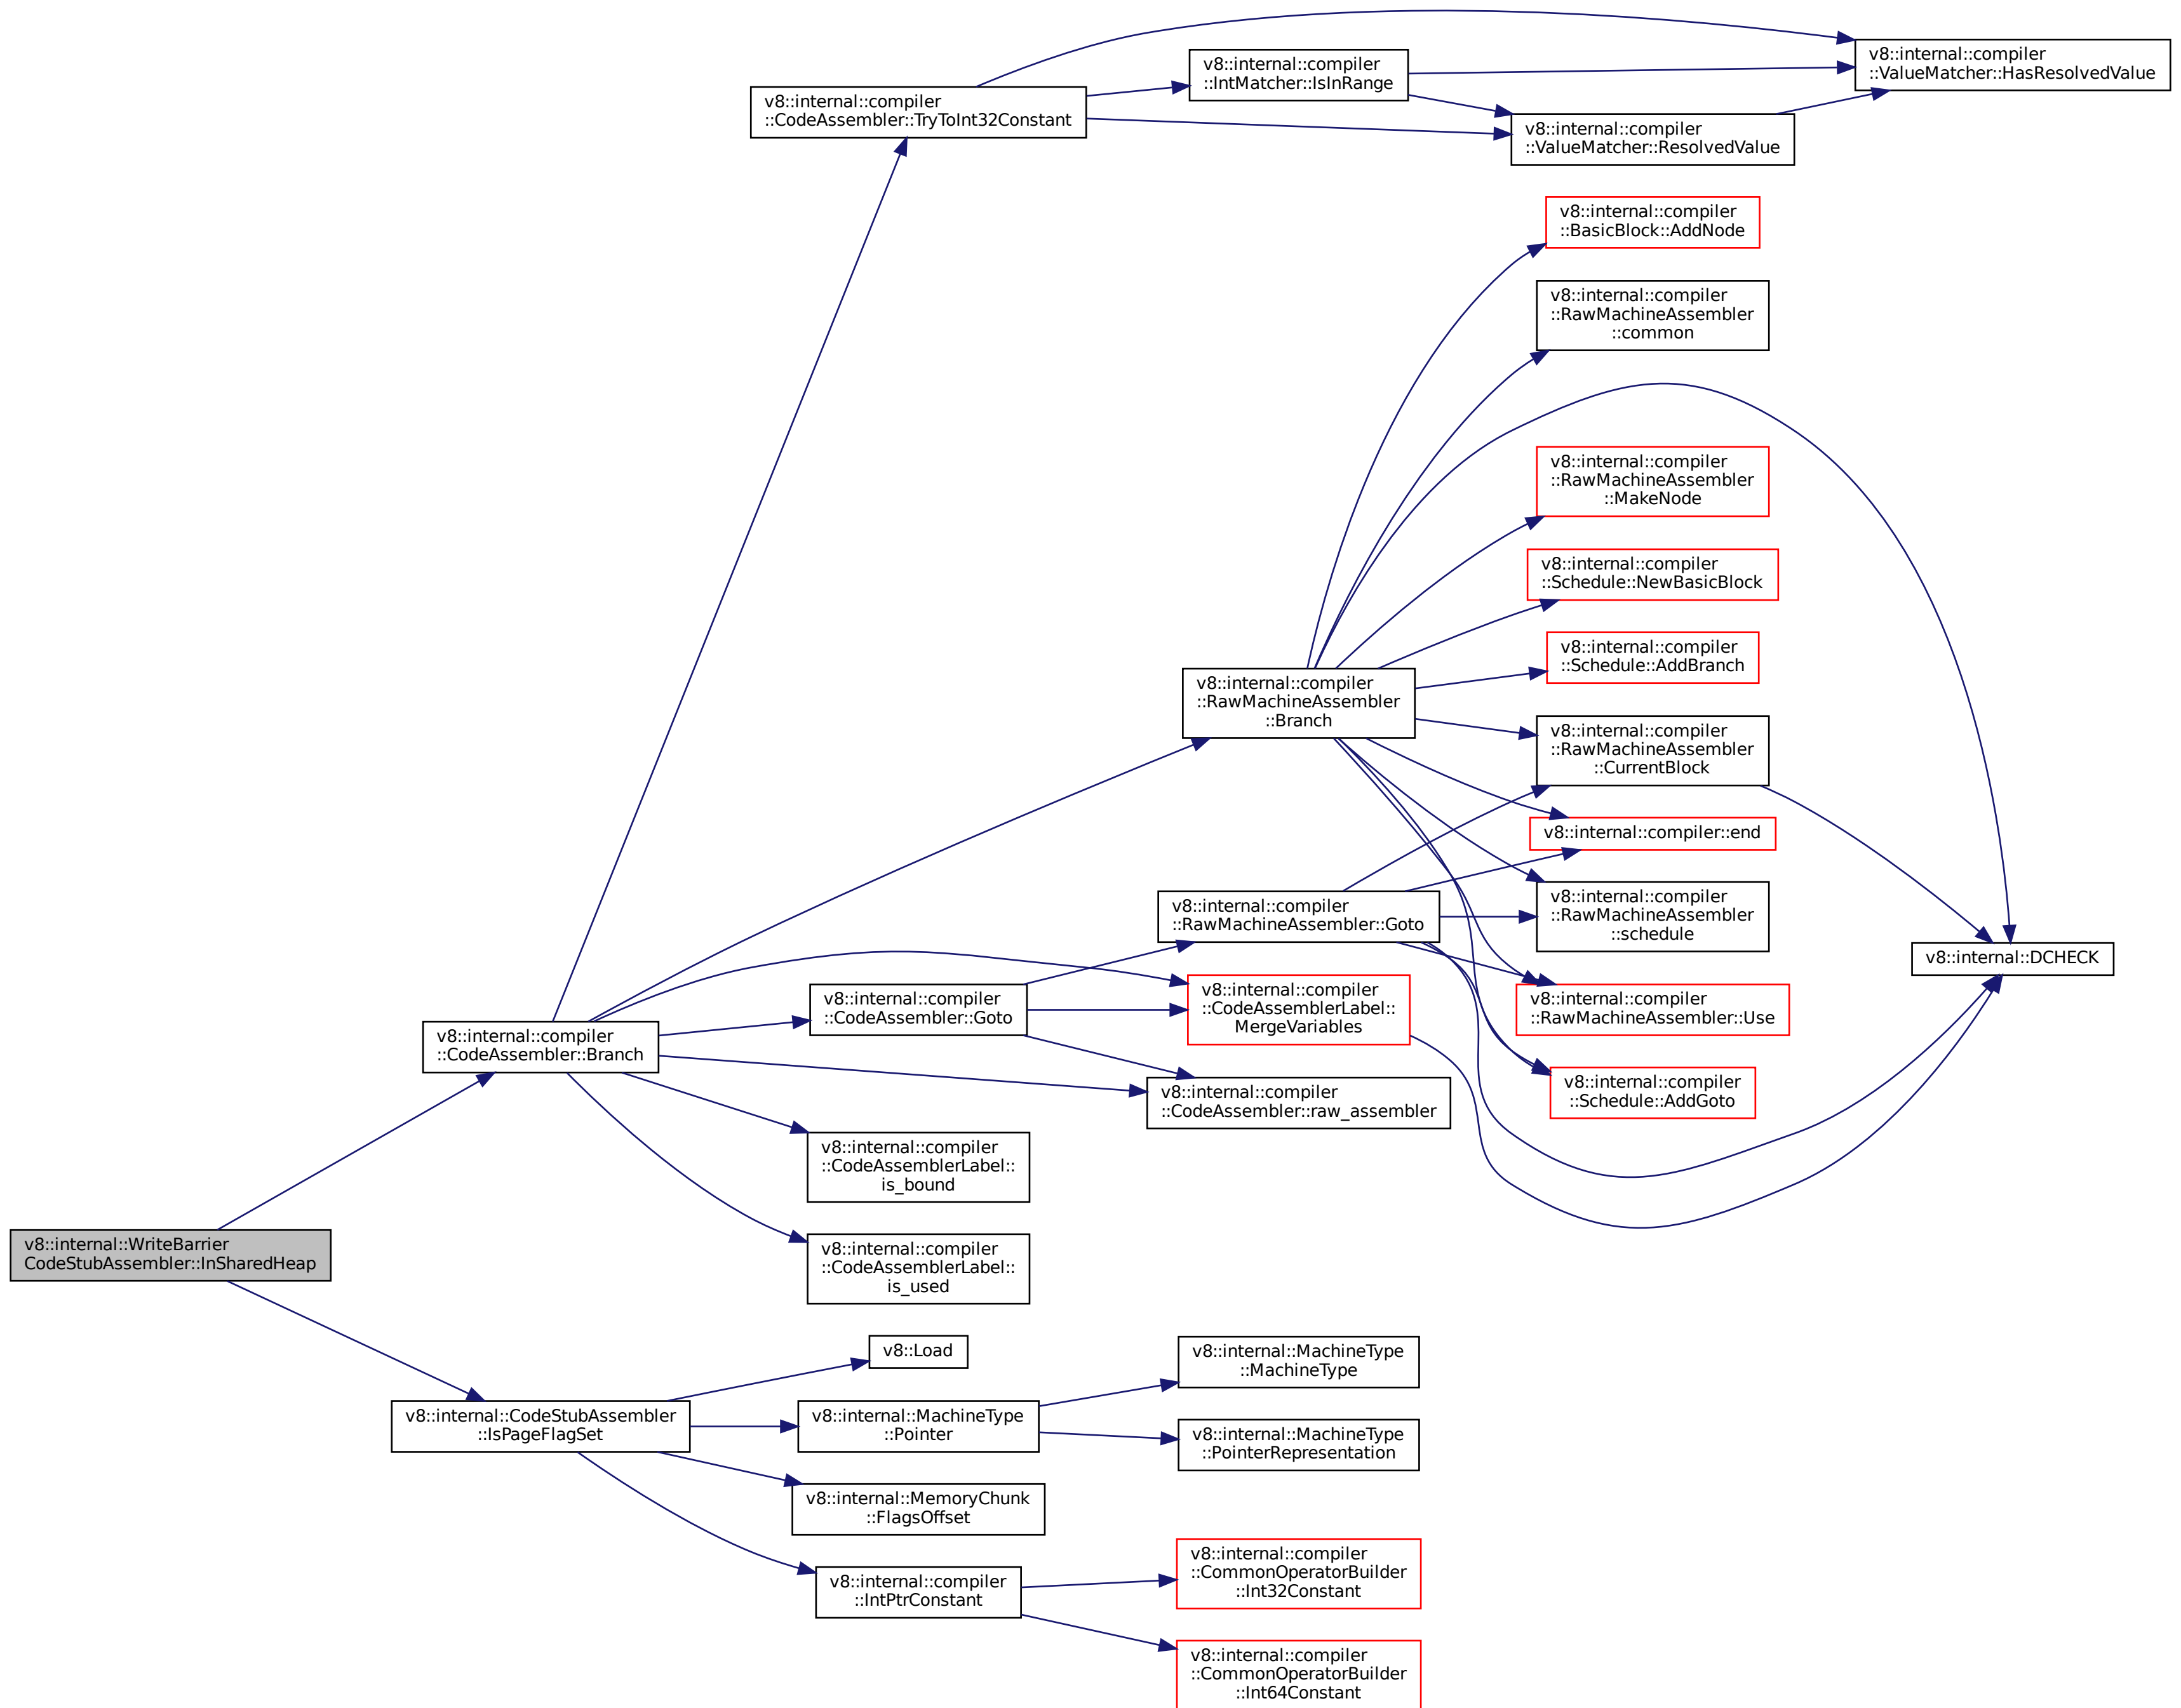 v8::internal::compiler
::ValueMatcher::HasResolvedValue
v8::internal::compiler
::IntMatcher::IsInRange
v8::internal::compiler
::CodeAssembler::TryToInt32Constant
v8::internal::compiler
::ValueMatcher::ResolvedValue
v8::internal::compiler
::BasicBlock::AddNode
v8::internal::compiler
::RawMachineAssembler
::common
v8::internal::compiler
::RawMachineAssembler
::MakeNode
v8::internal::compiler
::Schedule::NewBasicBlock
v8::internal::compiler
::Schedule::AddBranch
v8::internal::compiler
::RawMachineAssembler
::Branch
v8::internal::compiler
::RawMachineAssembler
::CurrentBlock
v8::internal::compiler::end
v8::internal::compiler
::RawMachineAssembler::Goto
v8::internal::compiler
::RawMachineAssembler
::schedule
v8::internal::DCHECK
v8::internal::compiler
::CodeAssembler::Goto
v8::internal::compiler
::CodeAssemblerLabel::
MergeVariables
v8::internal::compiler
::RawMachineAssembler::Use
v8::internal::compiler
::CodeAssembler::Branch
v8::internal::compiler
::CodeAssembler::raw_assembler
v8::internal::compiler
::Schedule::AddGoto
v8::internal::compiler
::CodeAssemblerLabel::
is_bound
v8::internal::WriteBarrier
CodeStubAssembler::InSharedHeap
v8::internal::compiler
::CodeAssemblerLabel::
is_used
v8::Load
v8::internal::MachineType
::MachineType
v8::internal::CodeStubAssembler
::IsPageFlagSet
v8::internal::MachineType
::Pointer
v8::internal::MachineType
::PointerRepresentation
v8::internal::MemoryChunk
::FlagsOffset
v8::internal::compiler
::IntPtrConstant
v8::internal::compiler
::CommonOperatorBuilder
::Int32Constant
v8::internal::compiler
::CommonOperatorBuilder
::Int64Constant